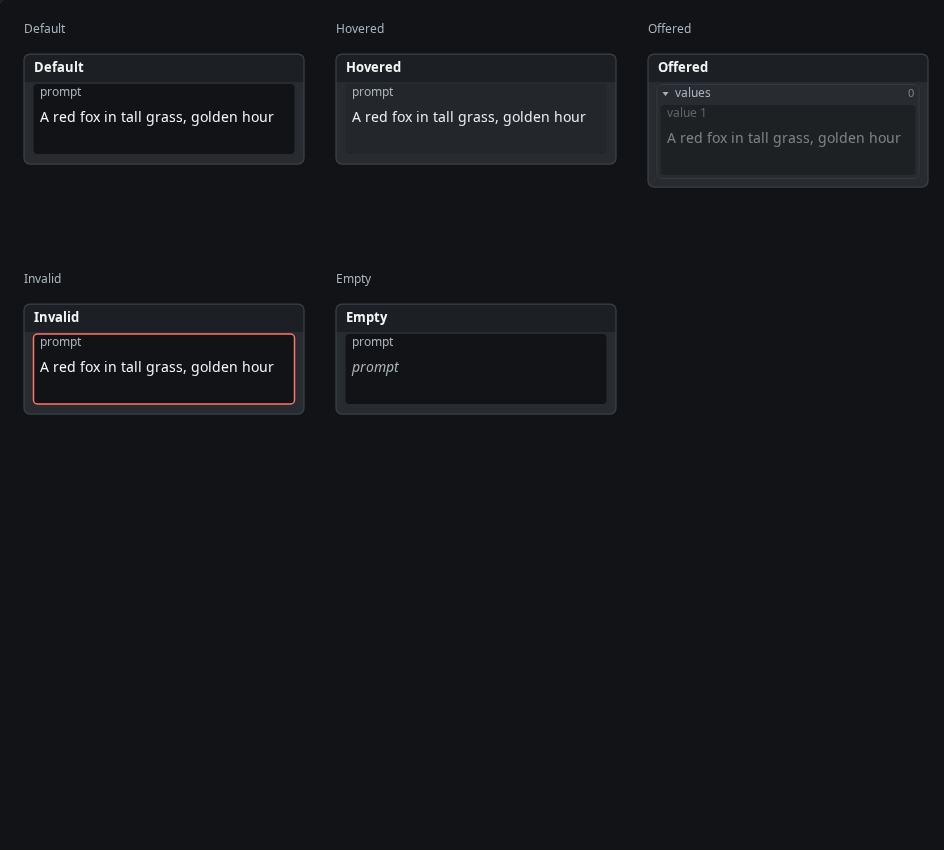 Default
Hovered
Offered
Default
prompt
A red fox in tall grass, golden hour
Hovered
prompt
A red fox in tall grass, golden hour
Offered
values 0
value 1
A red fox in tall grass, golden hour
Invalid
Empty
Invalid
prompt
A red fox in tall grass, golden hour
Empty
prompt
prompt